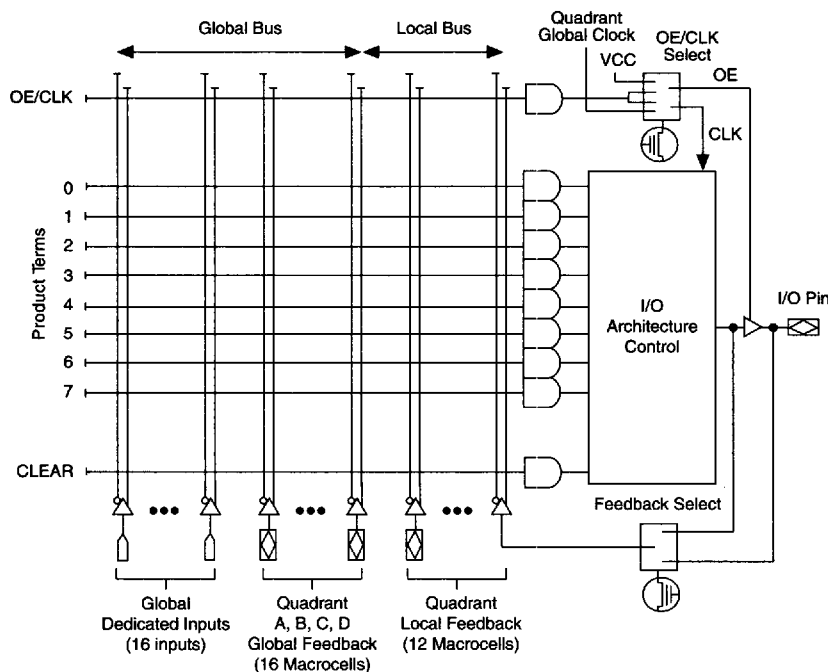 Global Bus
Local Bus
Quadrant
Global Clock
OE/CLK
Select
VCC
OE
OE/CLK
CLK
Product Terms
0
1
2
3
4
5
6
7
I/O
Architecture
Control
I/O Pin
CLEAR
Feedback Select
Global
Dedicated Inputs
(16 inputs)
Quadrant
A, B, C, D
Global Feedback
(16 Macrocells)
Quadrant
Local Feedback
(12 Macrocells)